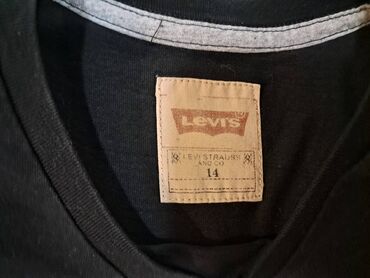 LEVI'S
LEVI STRAUSS
AND CO
14